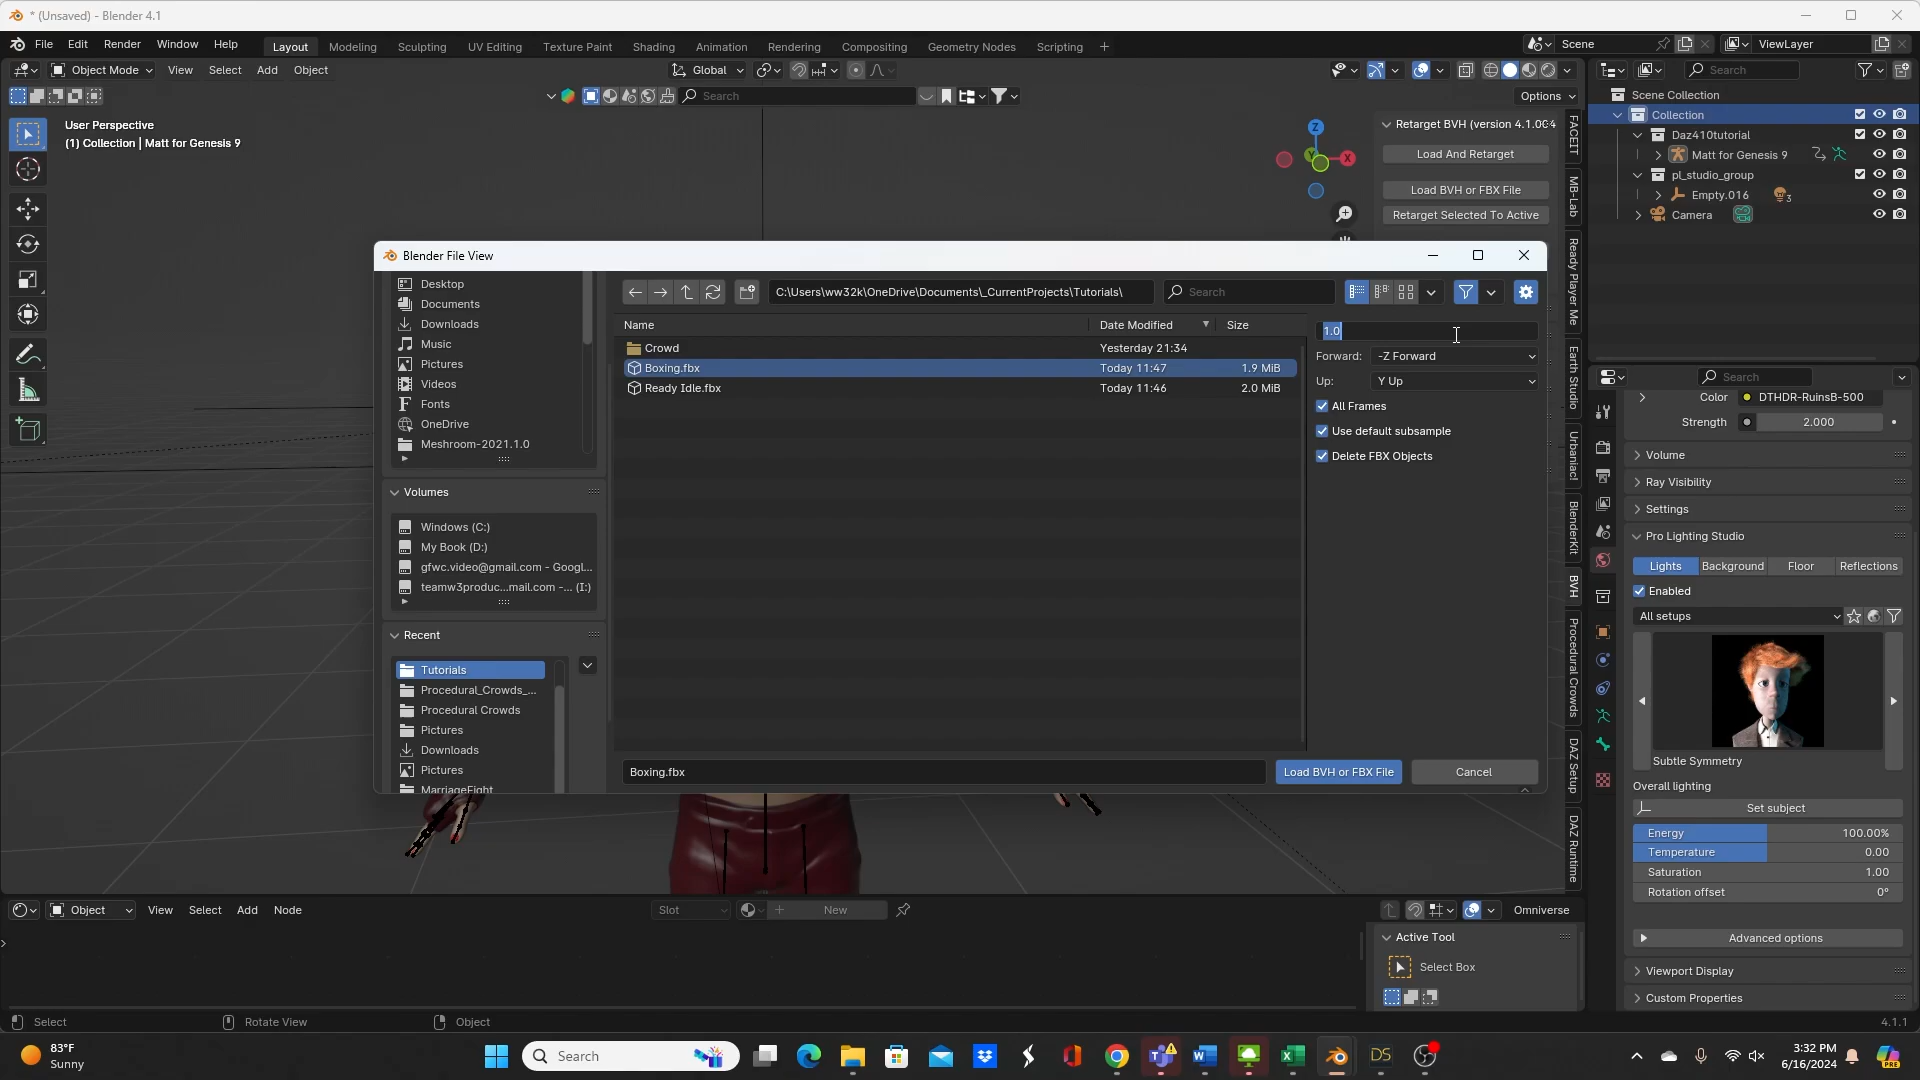 * (Unsaved) - Blender 4.1
File Edit Render Window Help Layout Modeling Sculpting UV Editing Texture Paint Shading Animation Rendering Compositing Geometry Nodes Scripting + Scene ViewLayer
Object Mode View Select Add Object Global Search
Search Options
User Perspective
(1) Collection | Matt for Genesis 9
Z
X
Y
Retarget BVH (version 4.1.0
Load And Retarget
Load BVH or FBX File
Retarget Selected To Active
FACEIT
MB-Lab
Ready Player Me
Earth Studio
Urbaniac!
BlenderKit
BVH
Procedural Crowds
DAZ Setup
DAZ Runtime
Scene Collection
Collection
Daz410tutorial
Matt for Genesis 9
pl_studio_group
Empty.016 3
Camera
Blender File View
Desktop
Documents
Downloads
Music
Pictures
Videos
Fonts
OneDrive
Meshroom-2021.1.0
Volumes
Windows (C:)
My Book (D:)
gfwc.video@gmail.com - Googl...
teamw3produc...mail.com -... (I:)
Recent
Tutorials
Procedural_Crowds_...
Procedural Crowds
Pictures
Downloads
Pictures
MarriageFight
C:\Users\ww32k\OneDrive\Documents\_CurrentProjects\Tutorials\ Search
Name Date Modified Size
Crowd Yesterday 21:34
Boxing.fbx Today 11:47 1.9 MiB
Ready Idle.fbx Today 11:46 2.0 MiB
1.0
Forward: -Z Forward
Up: Y Up
All Frames
Use default subsample
Delete FBX Objects
Boxing.fbx Load BVH or FBX File Cancel
Search
Color DTHDR-RuinsB-500
Strength 2.000
Volume
Ray Visibility
Settings
Pro Lighting Studio
Lights Background Floor Reflections
Enabled
All setups
Subtle Symmetry
Overall lighting
Set subject
Energy 100.00%
Temperature 0.00
Saturation 1.00
Rotation offset 0°
Advanced options
Viewport Display
Custom Properties
Object View Select Add Node Slot New Omniverse
Active Tool
Select Box
Select Rotate View Object 4.1.1
83°F
Sunny
Search
DS
3:32 PM
6/16/2024
PRE